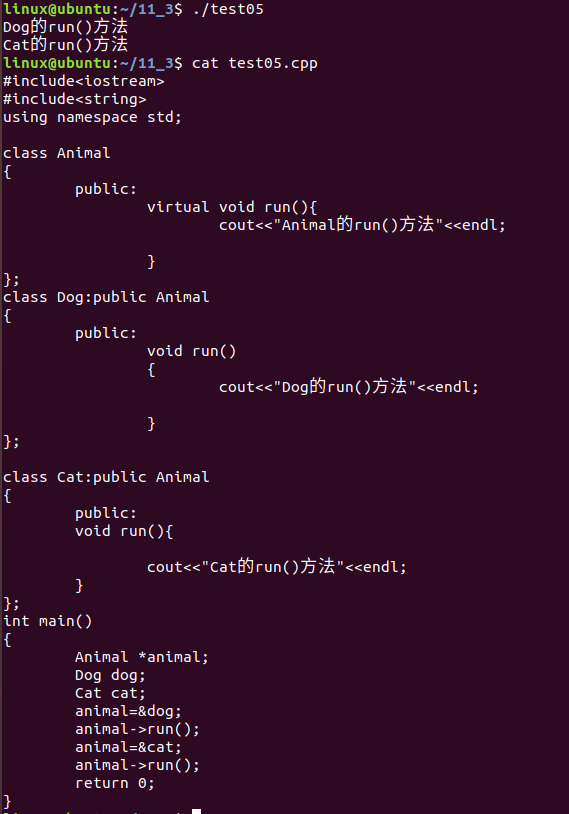 linux@ubuntu:~/11_3$ ./test05
Dog的run()方法
Cat的run()方法
linux@ubuntu:~/11_3$ cat test05.cpp
#include<iostream>
#include<string>
using namespace std;

class Animal
{
        public:
                virtual void run(){
                        cout<<"Animal的run()方法"<<endl;

                }
};
class Dog:public Animal
{
        public:
                void run()
                {
                        cout<<"Dog的run()方法"<<endl;

                }
};

class Cat:public Animal
{
        public:
        void run(){

                cout<<"Cat的run()方法"<<endl;
        }
};
int main()
{
        Animal *animal;
        Dog dog;
        Cat cat;
        animal=&dog;
        animal->run();
        animal=&cat;
        animal->run();
        return 0;
}